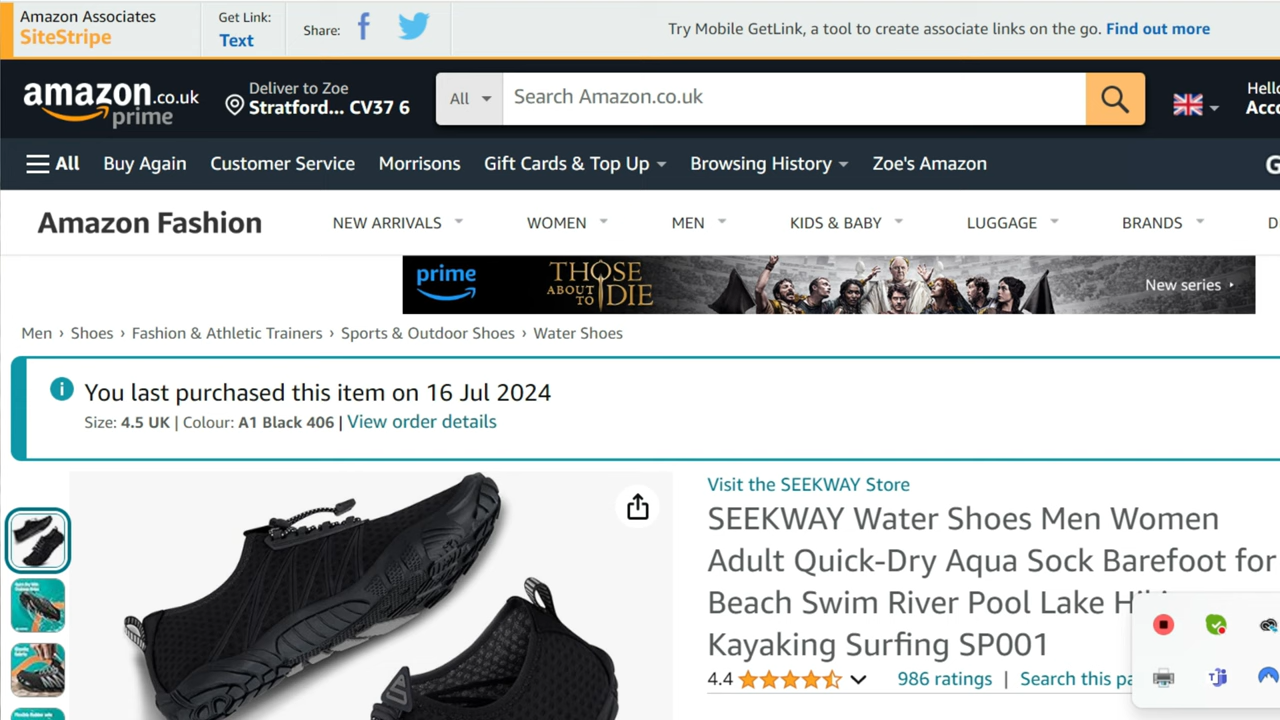 Amazon Associates
SiteStripe
Get Link:
Text
Share:
Try Mobile GetLink, a tool to create associate links on the go. Find out more
amazon.co.uk
prime
Deliver to Zoe
Stratford... CV37 6
All
Search Amazon.co.uk
Hello
Acco
All Buy Again Customer Service Morrisons Gift Cards & Top Up Browsing History Zoe's Amazon G
Amazon Fashion NEW ARRIVALS WOMEN MEN KIDS & BABY LUGGAGE BRANDS D
prime
THOSE
ABOUT TO DIE
New series
Men › Shoes › Fashion & Athletic Trainers › Sports & Outdoor Shoes › Water Shoes
You last purchased this item on 16 Jul 2024
Size: 4.5 UK | Colour: A1 Black 406 | View order details
Visit the SEEKWAY Store
SEEKWAY Water Shoes Men Women
Adult Quick-Dry Aqua Sock Barefoot for
Beach Swim River Pool Lake
Kayaking Surfing SP001
4.4 986 ratings | Search this pa